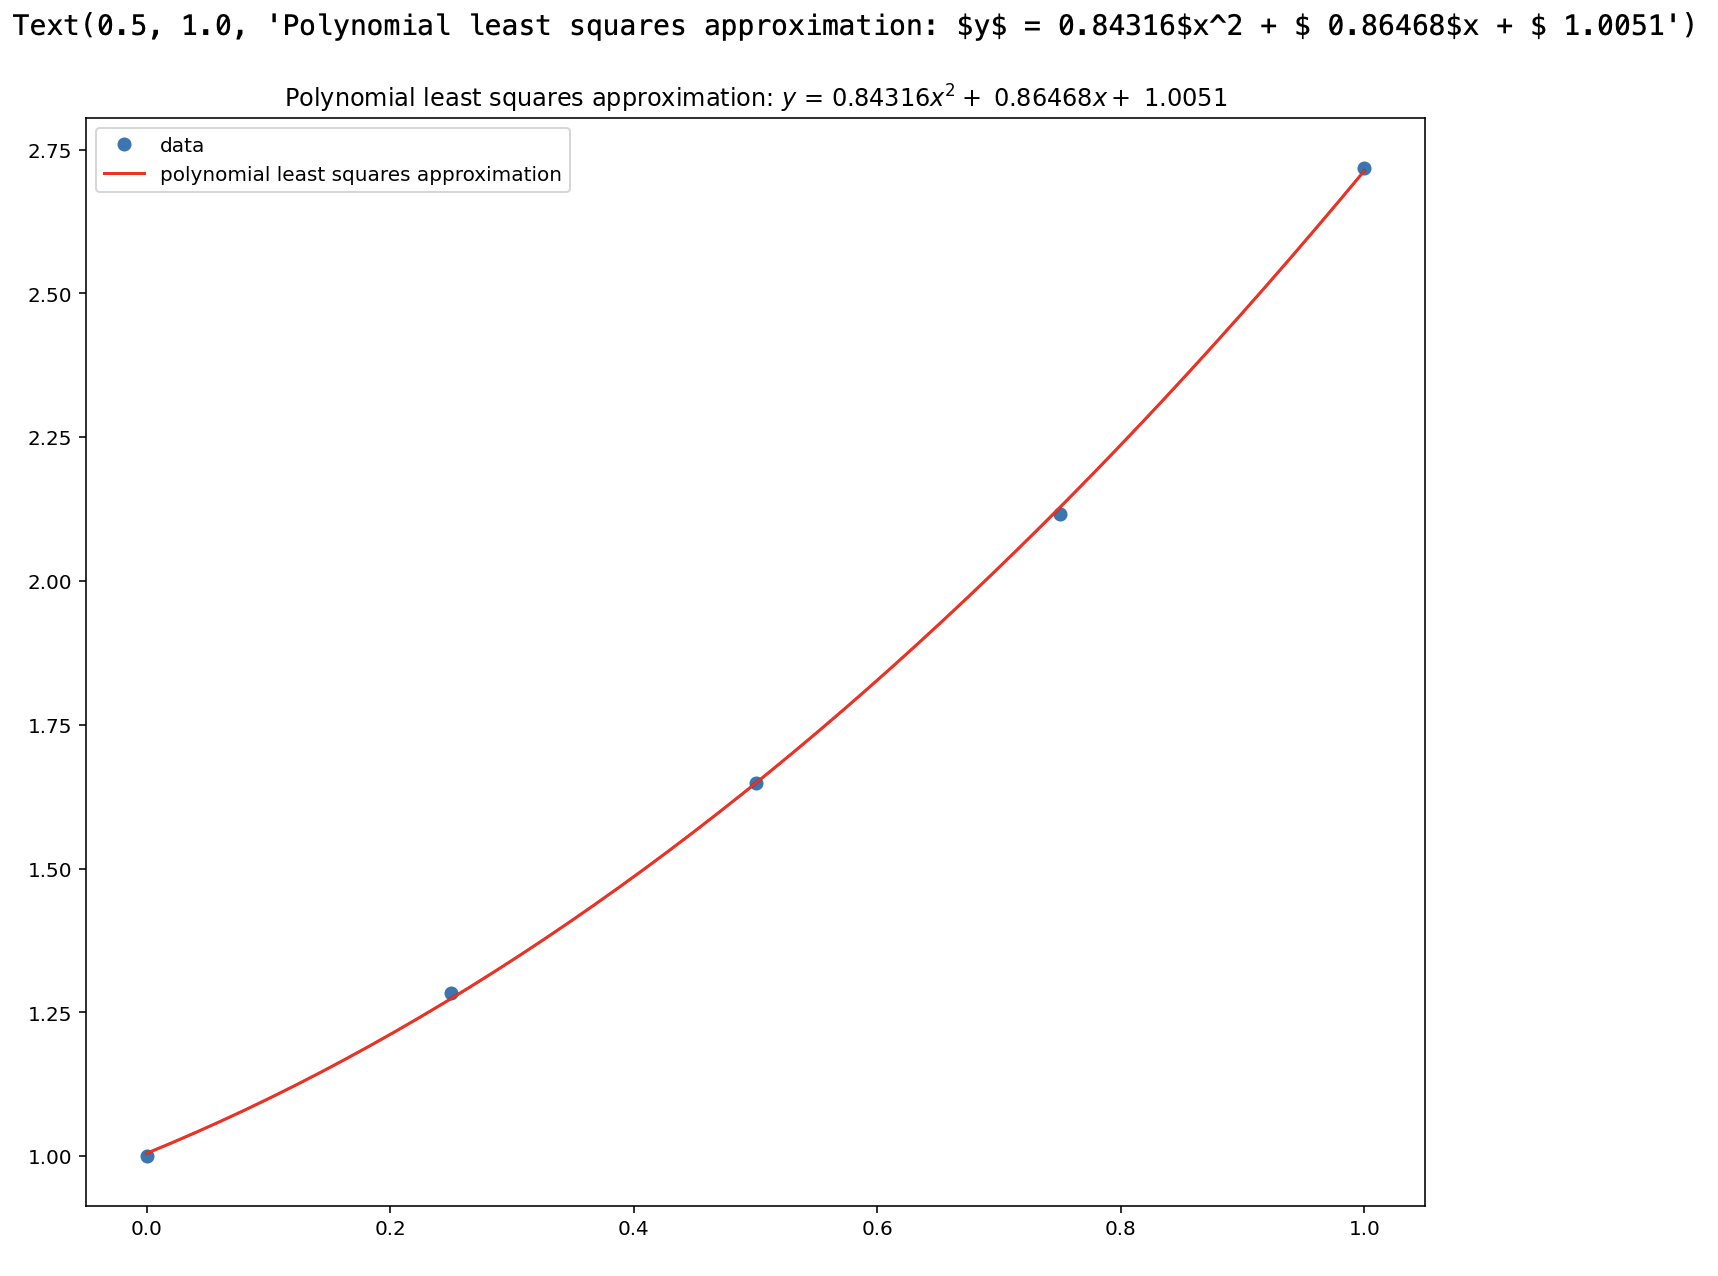 Text(0.5, 1.0, 'Polynomial least squares approximation: $y$ = 0.84316$x^2 + $ 0.86468$x + $ 1.0051')
Polynomial least squares approximation: y = 0.84316x² + 0.86468x + 1.0051
data
polynomial least squares approximation
2.75
2.50
2.25
2.00
1.75
1.50
1.25
1.00
0.0 0.2 0.4 0.6 0.8 1.0